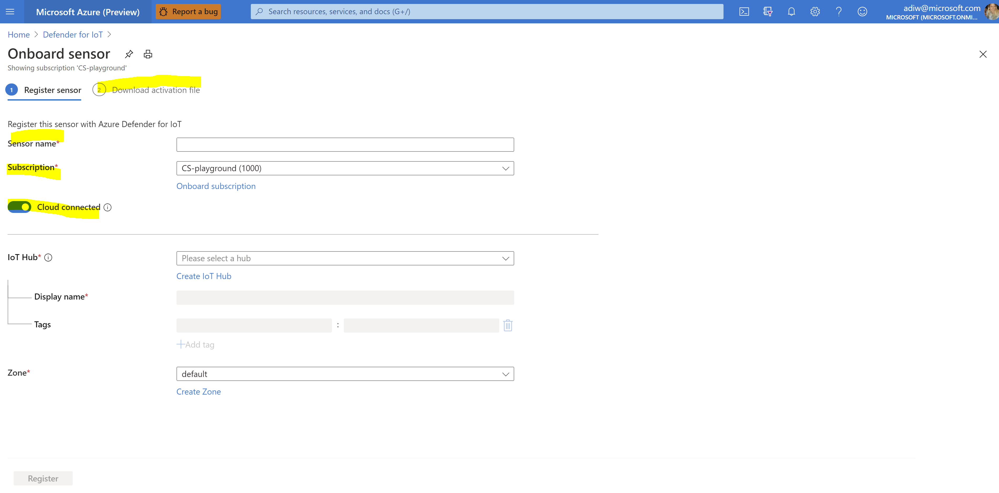 Microsoft Azure (Preview)
Report a bug
Search resources, services, and docs (G+/)
adiw@microsoft.com
MICROSOFT (MICROSOFT.ONMI...
Home > Defender for IoT >
Onboard sensor
Showing subscription 'CS-playground'
1 Register sensor
2 Download activation file
Register this sensor with Azure Defender for IoT
Sensor name*
Subscription*
CS-playground (1000)
Onboard subscription
Cloud connected
IoT Hub*
Please select a hub
Create IoT Hub
Display name*
Tags
:
+Add tag
Zone*
default
Create Zone
Register